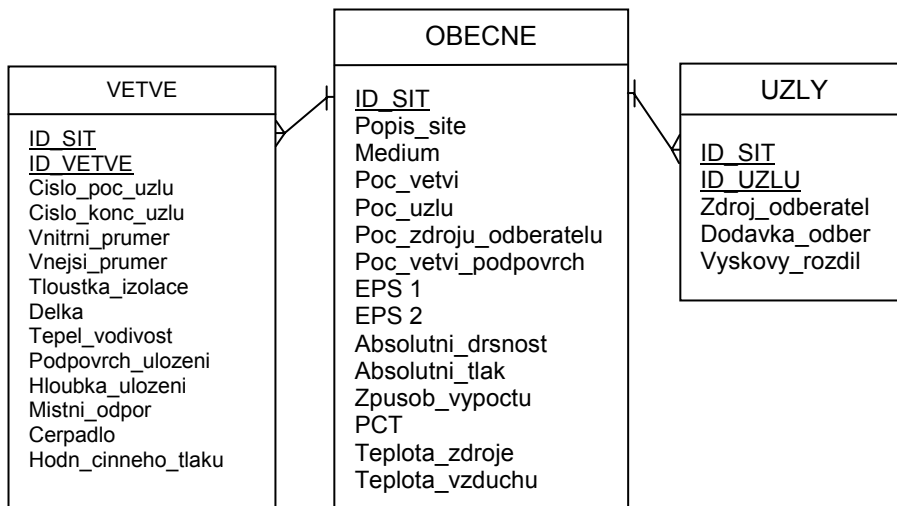 VETVE
ID_SIT
ID_VETVE
Cislo_poc_uzlu
Cislo_konc_uzlu
Vnitrni_prumer
Vnejsi_prumer
Tloustka_izolace
Delka
Tepel_vodivost
Podpovrch_ulozeni
Hloubka_ulozeni
Mistni_odpor
Cerpadlo
Hodn_cinneho_tlaku
OBECNE
ID_SIT
Popis_site
Medium
Poc_vetvi
Poc_uzlu
Poc_zdroju_odberatelu
Poc_vetvi_podpovrch
EPS 1
EPS 2
Absolutni_drsnost
Absolutni_tlak
Zpusob_vypoctu
PCT
Teplota_zdroje
Teplota_vzduchu
UZLY
ID_SIT
ID_UZLU
Zdroj_odberatel
Dodavka_odber
Vyskovy_rozdil